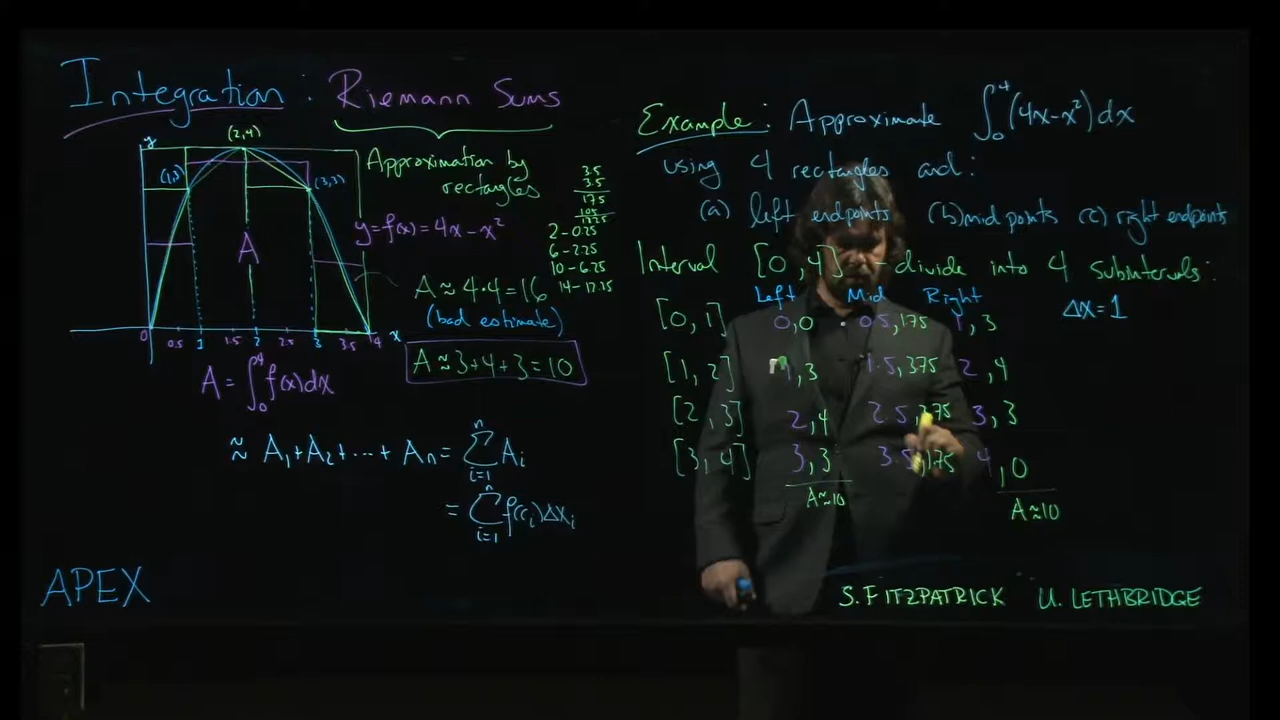 Integration: Riemann Sums
y
(2,4)
(1,3)
(3,3)
A
0 0.5 1 1.5 2 2.5 3 3.5 4 x
Approximation by
rectangles
y=f(x)=4x-x²
A≈4·4=16
(bad estimate)
A≈3+4+3=10
3.5
3.5
175
105
12.25
2-0.25
6-2.25
10-6.25
14-12.25
A=∫₀⁴f(x)dx
≈ A₁+A₂+...+Aₙ=∑ᵢ₌₁ⁿAᵢ
=∑ᵢ₌₁ⁿf(cᵢ)Δxᵢ
APEX
Example: Approximate ∫₀⁴(4x-x²)dx
using 4 rectangles and:
(a) left endpoints (b) midpoints (c) right endpoints
Interval [0,4] - divide into 4 subintervals:
Left Mid Right
Δx=1
[0,1] 0,0 0.5,1.75 1,3
[1,2] 1,3 1.5,3.75 2,4
[2,3] 2,4 2.5,3.75 3,3
[3,4] 3,3 3.5,1.75 4,0
A≈10 A≈10
S. FITZPATRICK U. LETHBRIDGE